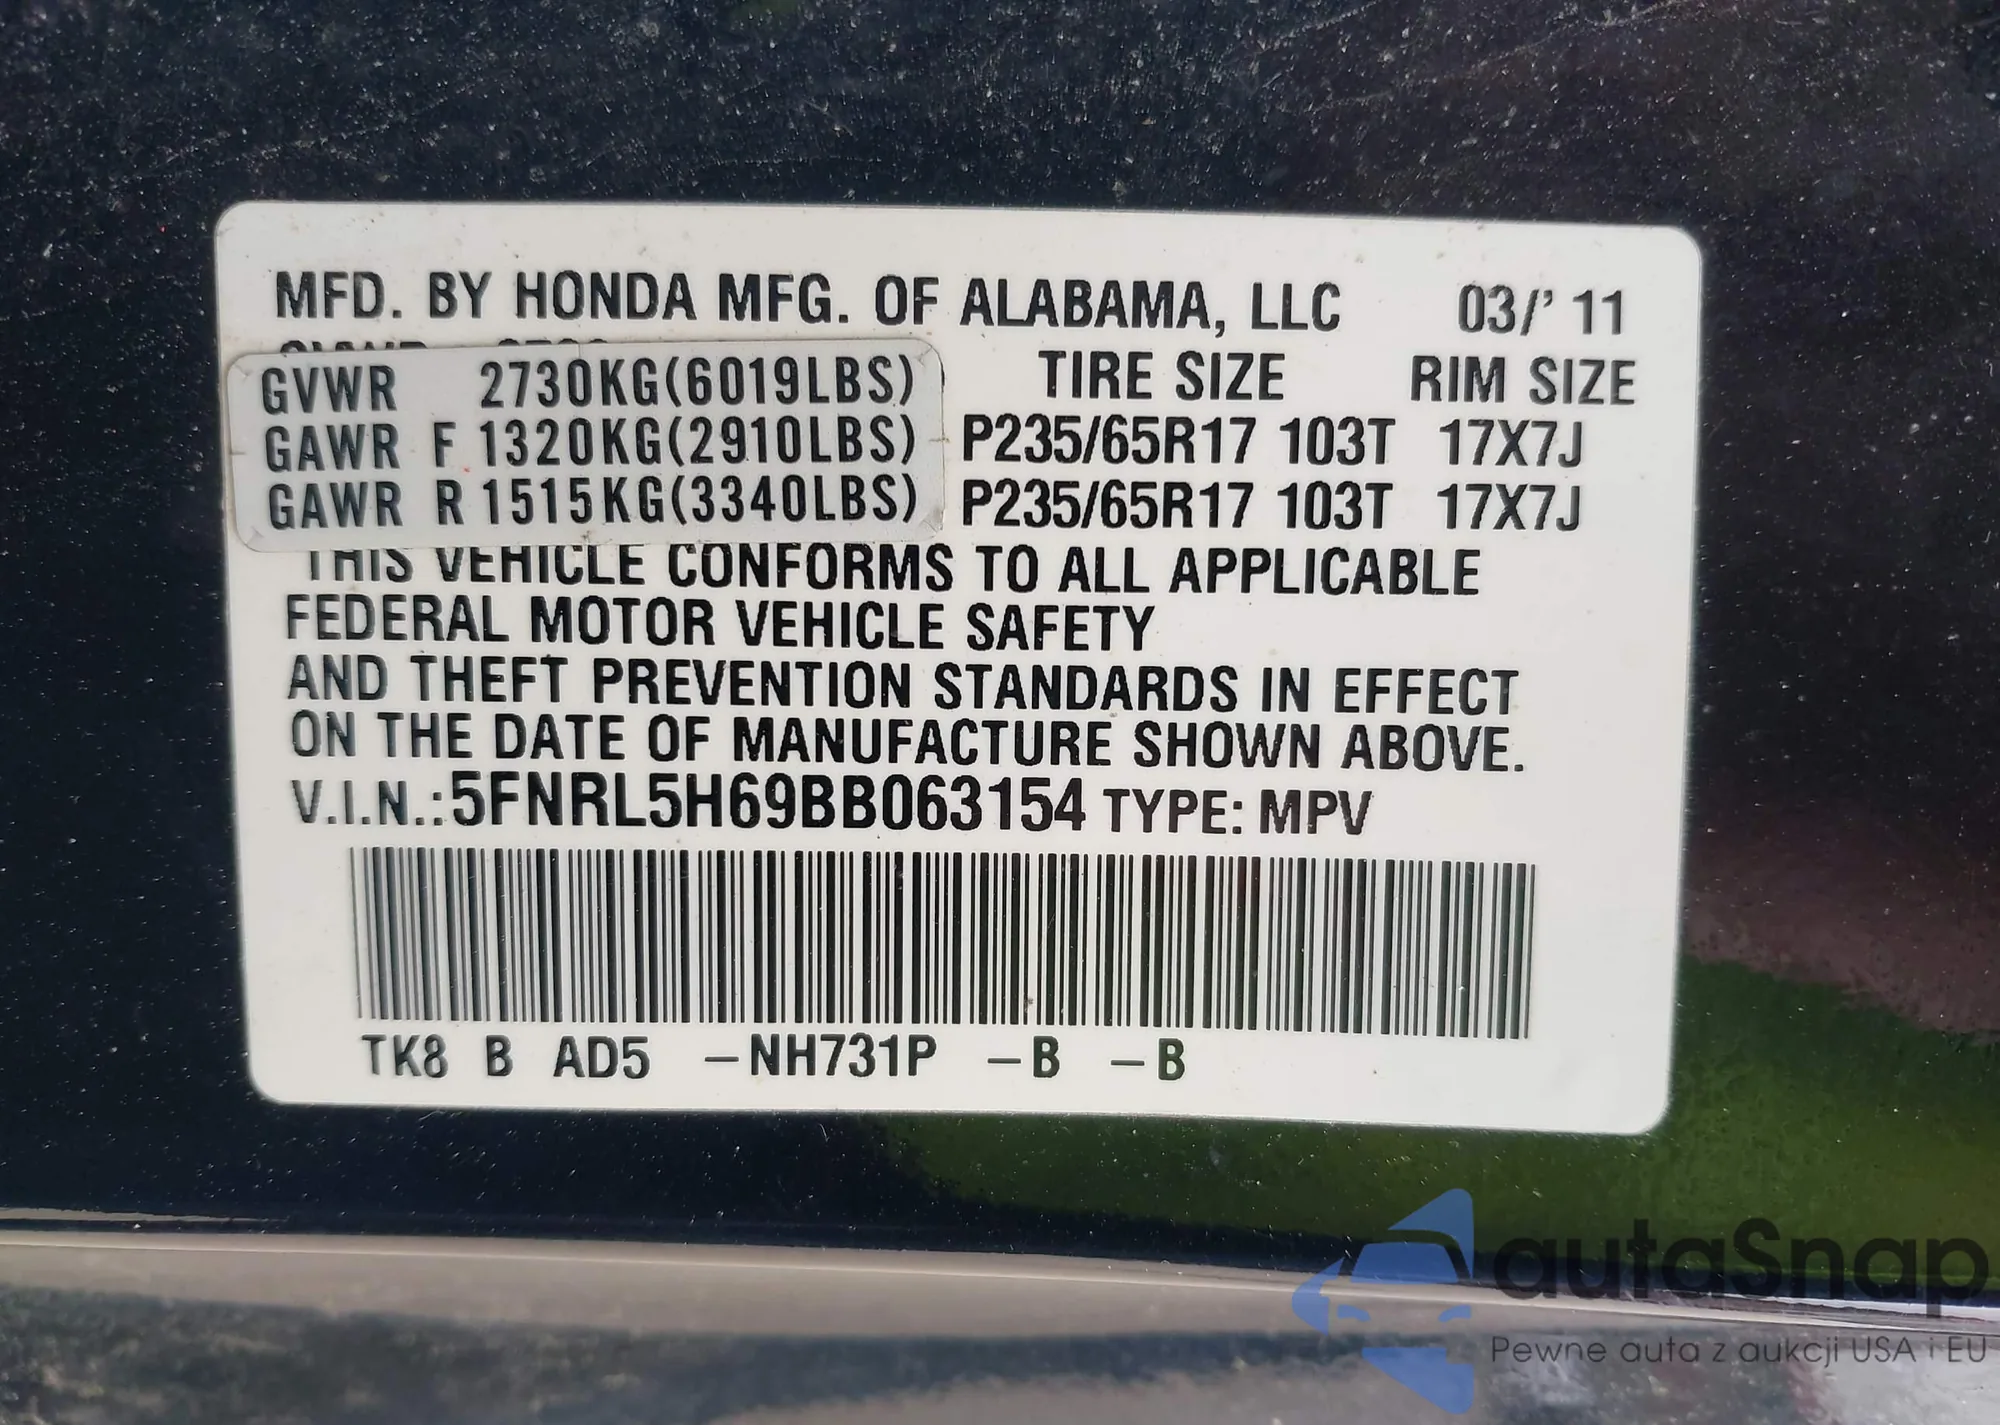 MFD. BY HONDA MFG. OF ALABAMA, LLC 03/' 11
GVWR 2730KG(6019LBS) TIRE SIZE RIM SIZE
GAWR F 1320KG(2910LBS) P235/65R17 103T 17X7J
GAWR R 1515KG(3340LBS) P235/65R17 103T 17X7J
THIS VEHICLE CONFORMS TO ALL APPLICABLE
FEDERAL MOTOR VEHICLE SAFETY
AND THEFT PREVENTION STANDARDS IN EFFECT
ON THE DATE OF MANUFACTURE SHOWN ABOVE.
V.I.N.:5FNRL5H69BB063154 TYPE: MPV
TK8 B AD5 –NH731P –B –B
autaSnap
Pewne auta z aukcji USA i EU